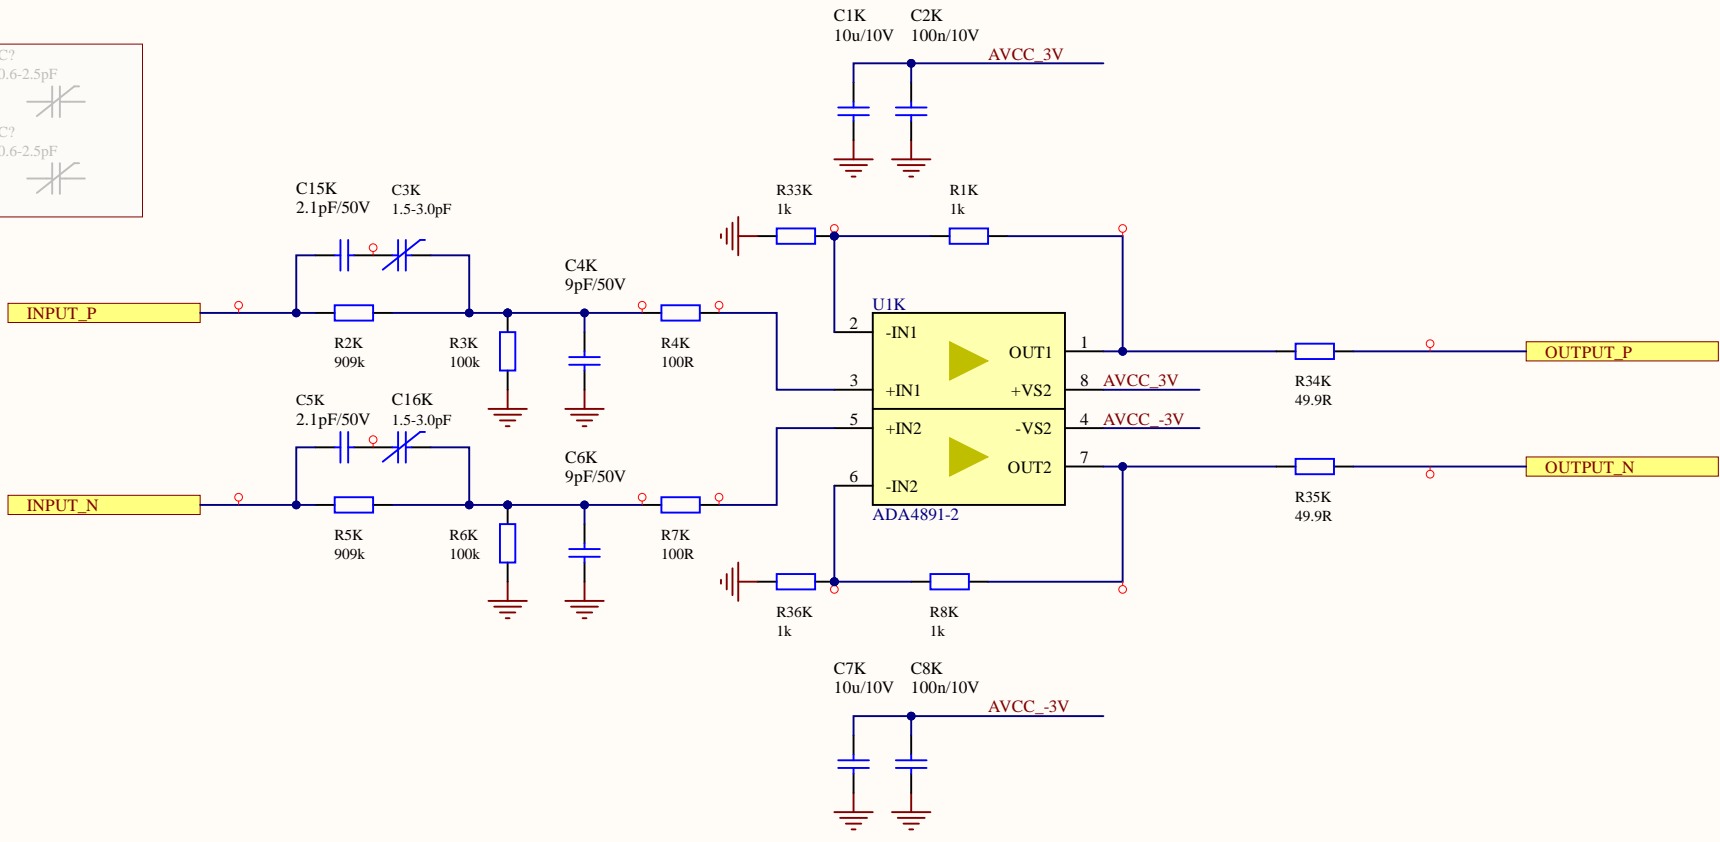 C1K
10u/10V
C2K
100n/10V
AVCC_3V
C?
0.6-2.5pF
C?
0.6-2.5pF
C15K
2.1pF/50V
C3K
1.5-3.0pF
R33K
1k
R1K
1k
C4K
9pF/50V
INPUT_P
R2K
909k
R3K
100k
R4K
100R
U1K
2
-IN1
3
+IN1
OUT1
1
+VS2
8
AVCC_3V
OUTPUT_P
R34K
49.9R
C5K
2.1pF/50V
C16K
1.5-3.0pF
5
+IN2
6
-IN2
-VS2
4
AVCC_-3V
OUT2
7
ADA4891-2
OUTPUT_N
R35K
49.9R
C6K
9pF/50V
INPUT_N
R5K
909k
R6K
100k
R7K
100R
R36K
1k
R8K
1k
C7K
10u/10V
C8K
100n/10V
AVCC_-3V